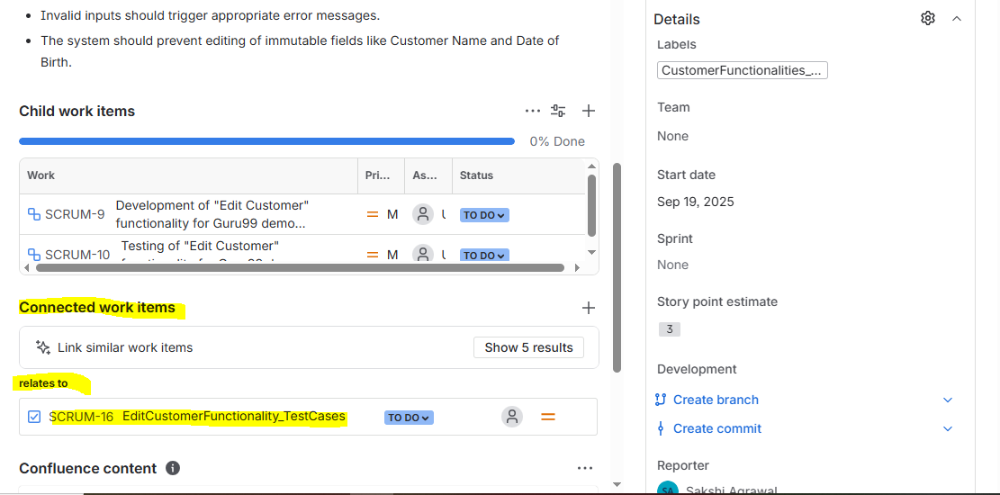 Invalid inputs should trigger appropriate error messages.
The system should prevent editing of immutable fields like Customer Name and Date of
Birth.
Child work items
0% Done
Work Pri... As... Status
SCRUM-9 Development of "Edit Customer"
functionality for Guru99 demo...
M
TO DO
SCRUM-10 Testing of "Edit Customer"
M
TO DO
Connected work items
Link similar work items
Show 5 results
relates to
SCRUM-16 EditCustomerFunctionality_TestCases
TO DO
Confluence content
Details
Labels
CustomerFunctionalities_...
Team
None
Start date
Sep 19, 2025
Sprint
None
Story point estimate
3
Development
Create branch
Create commit
Reporter
SA Sakshi Agrawal